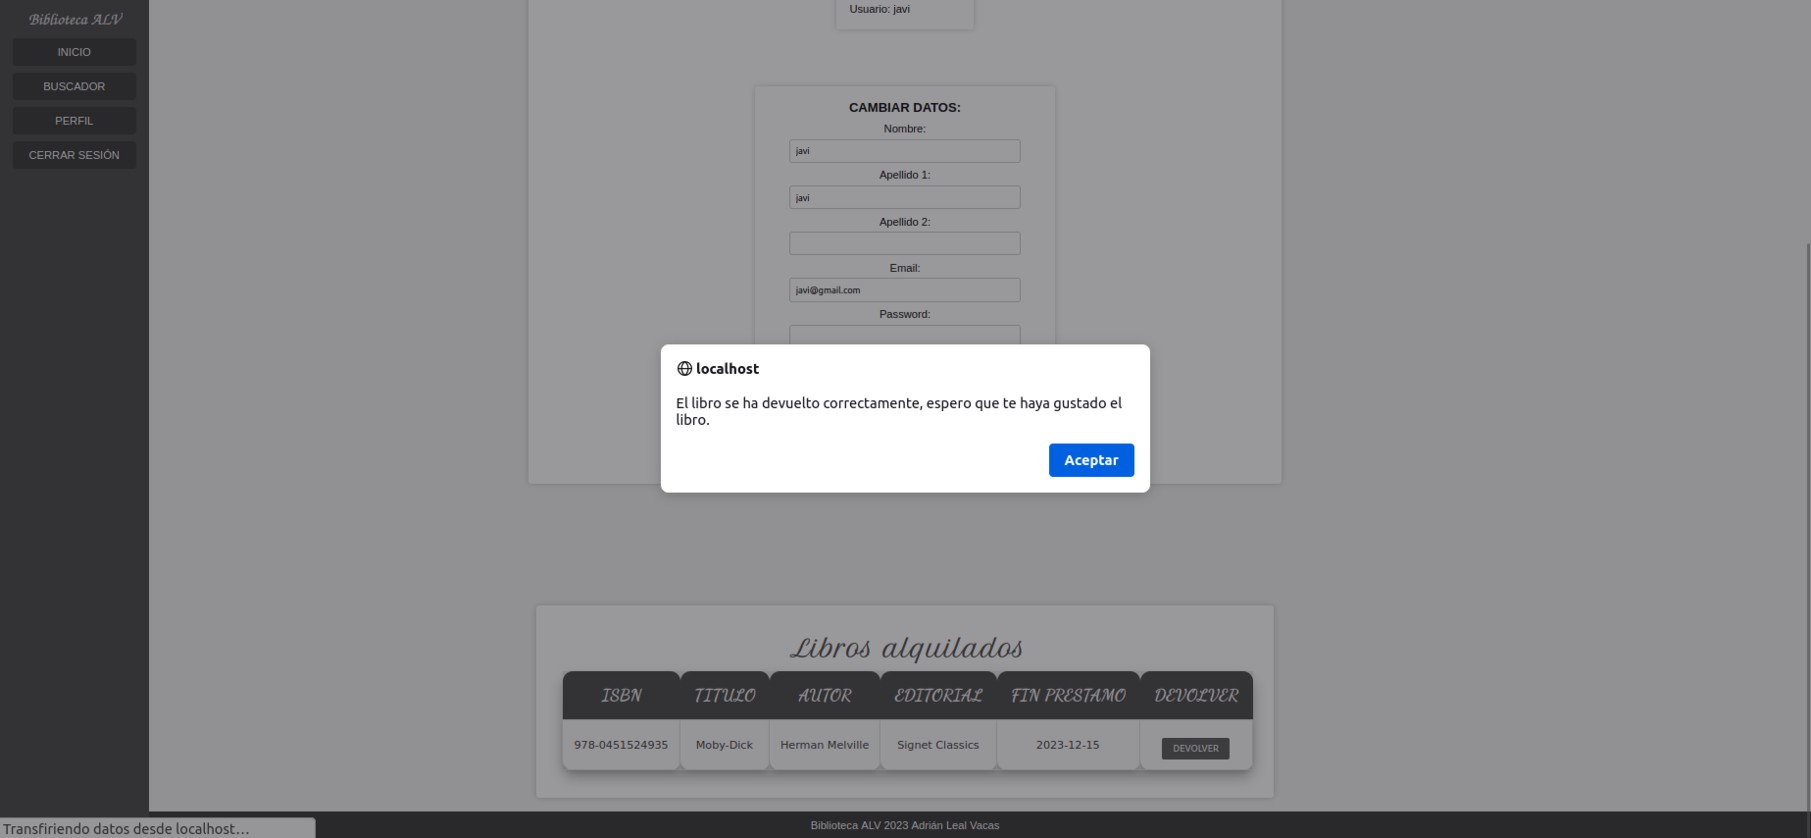 Biblioteca ALV
INICIO
BUSCADOR
PERFIL
CERRAR SESIÓN
Usuario: javi
CAMBIAR DATOS:
Nombre:
javi
Apellido 1:
javi
Apellido 2:
Email:
javi@gmail.com
Password:
localhost
El libro se ha devuelto correctamente, espero que te haya gustado el
libro.
Aceptar
Libros alquilados
ISBN TITULO AUTOR EDITORIAL FIN PRESTAMO DEVOLVER
978-0451524935 Moby-Dick Herman Melville Signet Classics 2023-12-15 DEVOLVER
Biblioteca ALV 2023 Adrián Leal Vacas
Transfiriendo datos desde localhost…